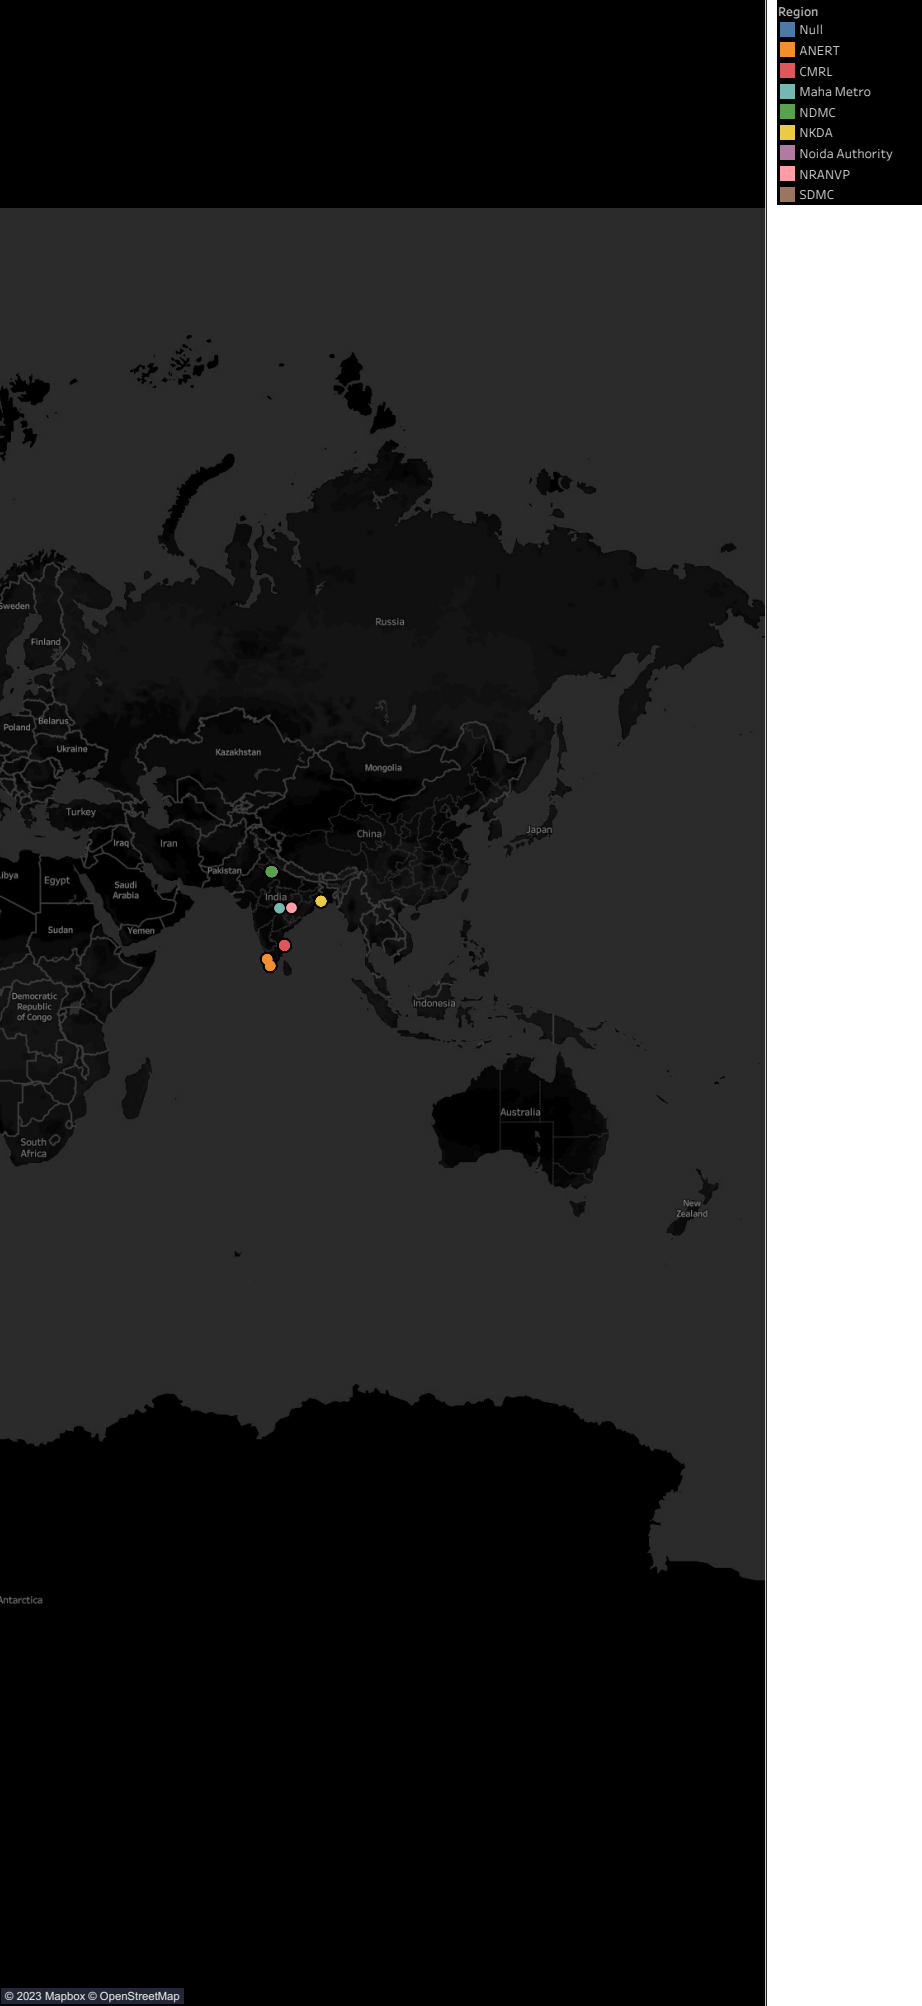 Region
Null
ANERT
CMRL
Maha Metro
NDMC
NKDA
Noida Authority
NRANVP
SDMC
Sweden
Finland
Russia
Poland
Belarus
Ukraine
Kazakhstan
Mongolia
Turkey
Japan
China
Iraq
Iran
Pakistan
ibya
Egypt
Saudi
Arabia
India
Sudan
Yemen
Democratic
Republic
of Congo
Indonesia
Australia
South
Africa
New
Zealand
Antarctica
© 2023 Mapbox © OpenStreetMap